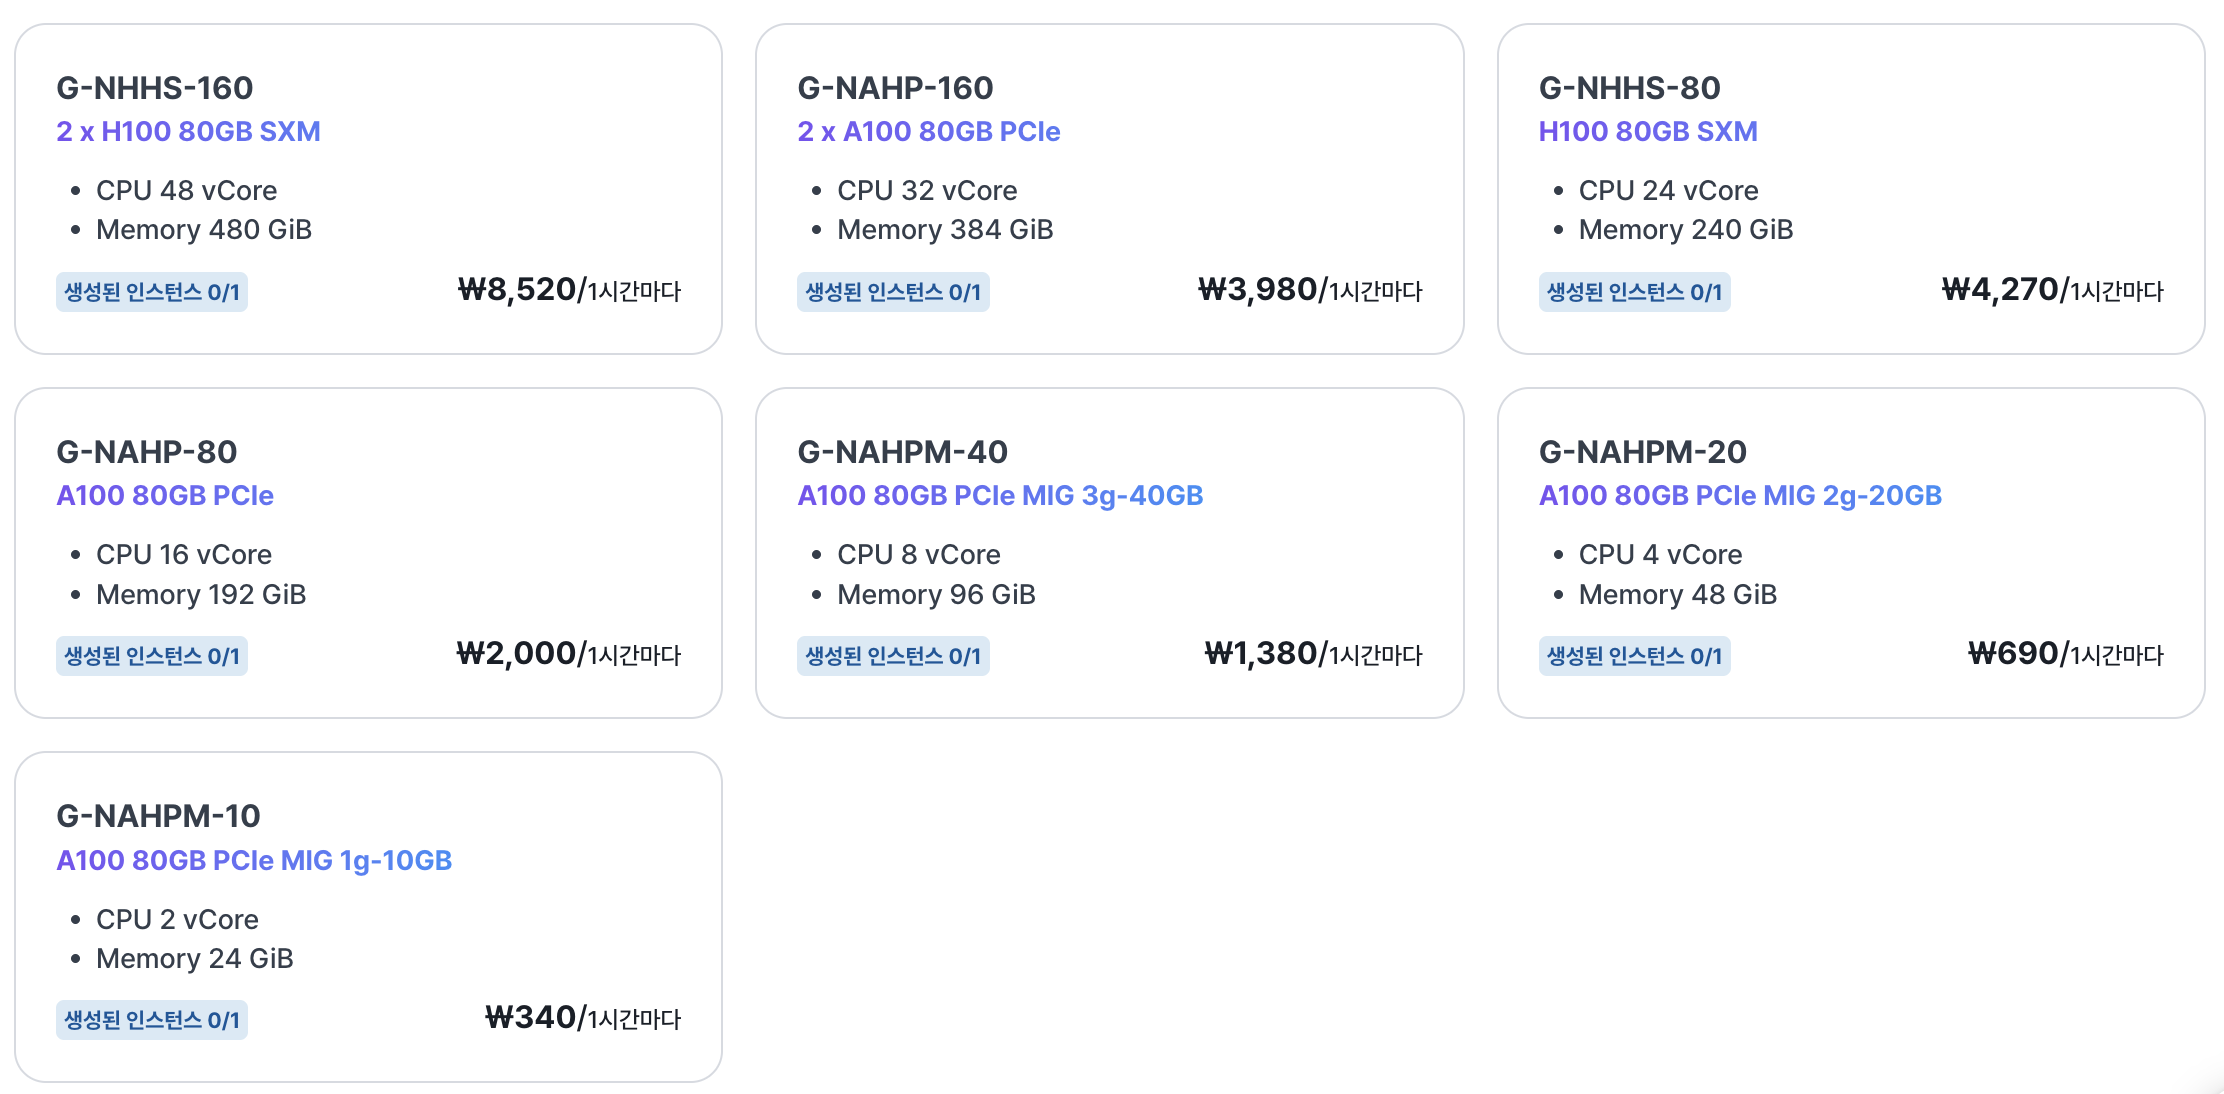 G-NHHS-160
2 x H100 80GB SXM
• CPU 48 vCore
• Memory 480 GiB
생성된 인스턴스 0/1
₩8,520/1시간마다
G-NAHP-160
2 x A100 80GB PCIe
• CPU 32 vCore
• Memory 384 GiB
생성된 인스턴스 0/1
₩3,980/1시간마다
G-NHHS-80
H100 80GB SXM
• CPU 24 vCore
• Memory 240 GiB
생성된 인스턴스 0/1
₩4,270/1시간마다
G-NAHP-80
A100 80GB PCIe
• CPU 16 vCore
• Memory 192 GiB
생성된 인스턴스 0/1
₩2,000/1시간마다
G-NAHPM-40
A100 80GB PCIe MIG 3g-40GB
• CPU 8 vCore
• Memory 96 GiB
생성된 인스턴스 0/1
₩1,380/1시간마다
G-NAHPM-20
A100 80GB PCIe MIG 2g-20GB
• CPU 4 vCore
• Memory 48 GiB
생성된 인스턴스 0/1
₩690/1시간마다
G-NAHPM-10
A100 80GB PCIe MIG 1g-10GB
• CPU 2 vCore
• Memory 24 GiB
생성된 인스턴스 0/1
₩340/1시간마다